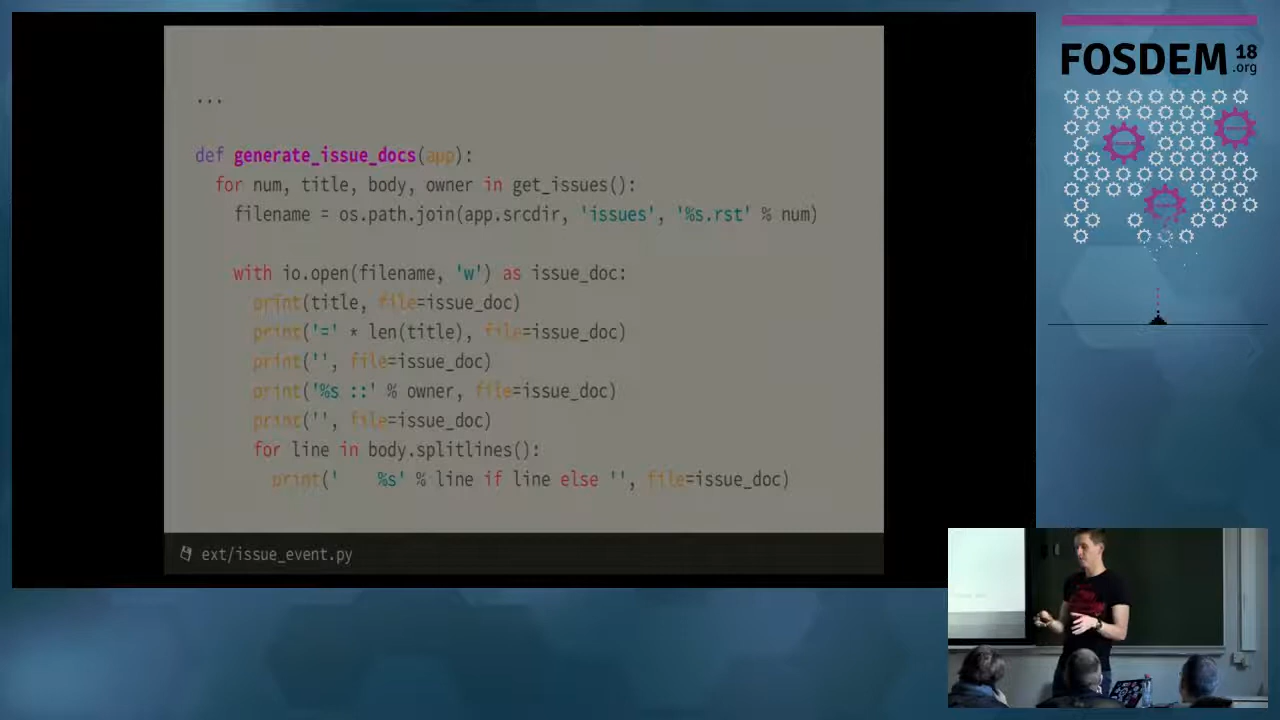 ...
def generate_issue_docs(app):
  for num, title, body, owner in get_issues():
    filename = os.path.join(app.srcdir, 'issues', '%s.rst' % num)
    with io.open(filename, 'w') as issue_doc:
      print(title, file=issue_doc)
      print('=' * len(title), file=issue_doc)
      print('', file=issue_doc)
      print('%s ::' % owner, file=issue_doc)
      print('', file=issue_doc)
      for line in body.splitlines():
        print('    %s' % line if line else '', file=issue_doc)
ext/issue_event.py
FOSDEM 18
.org